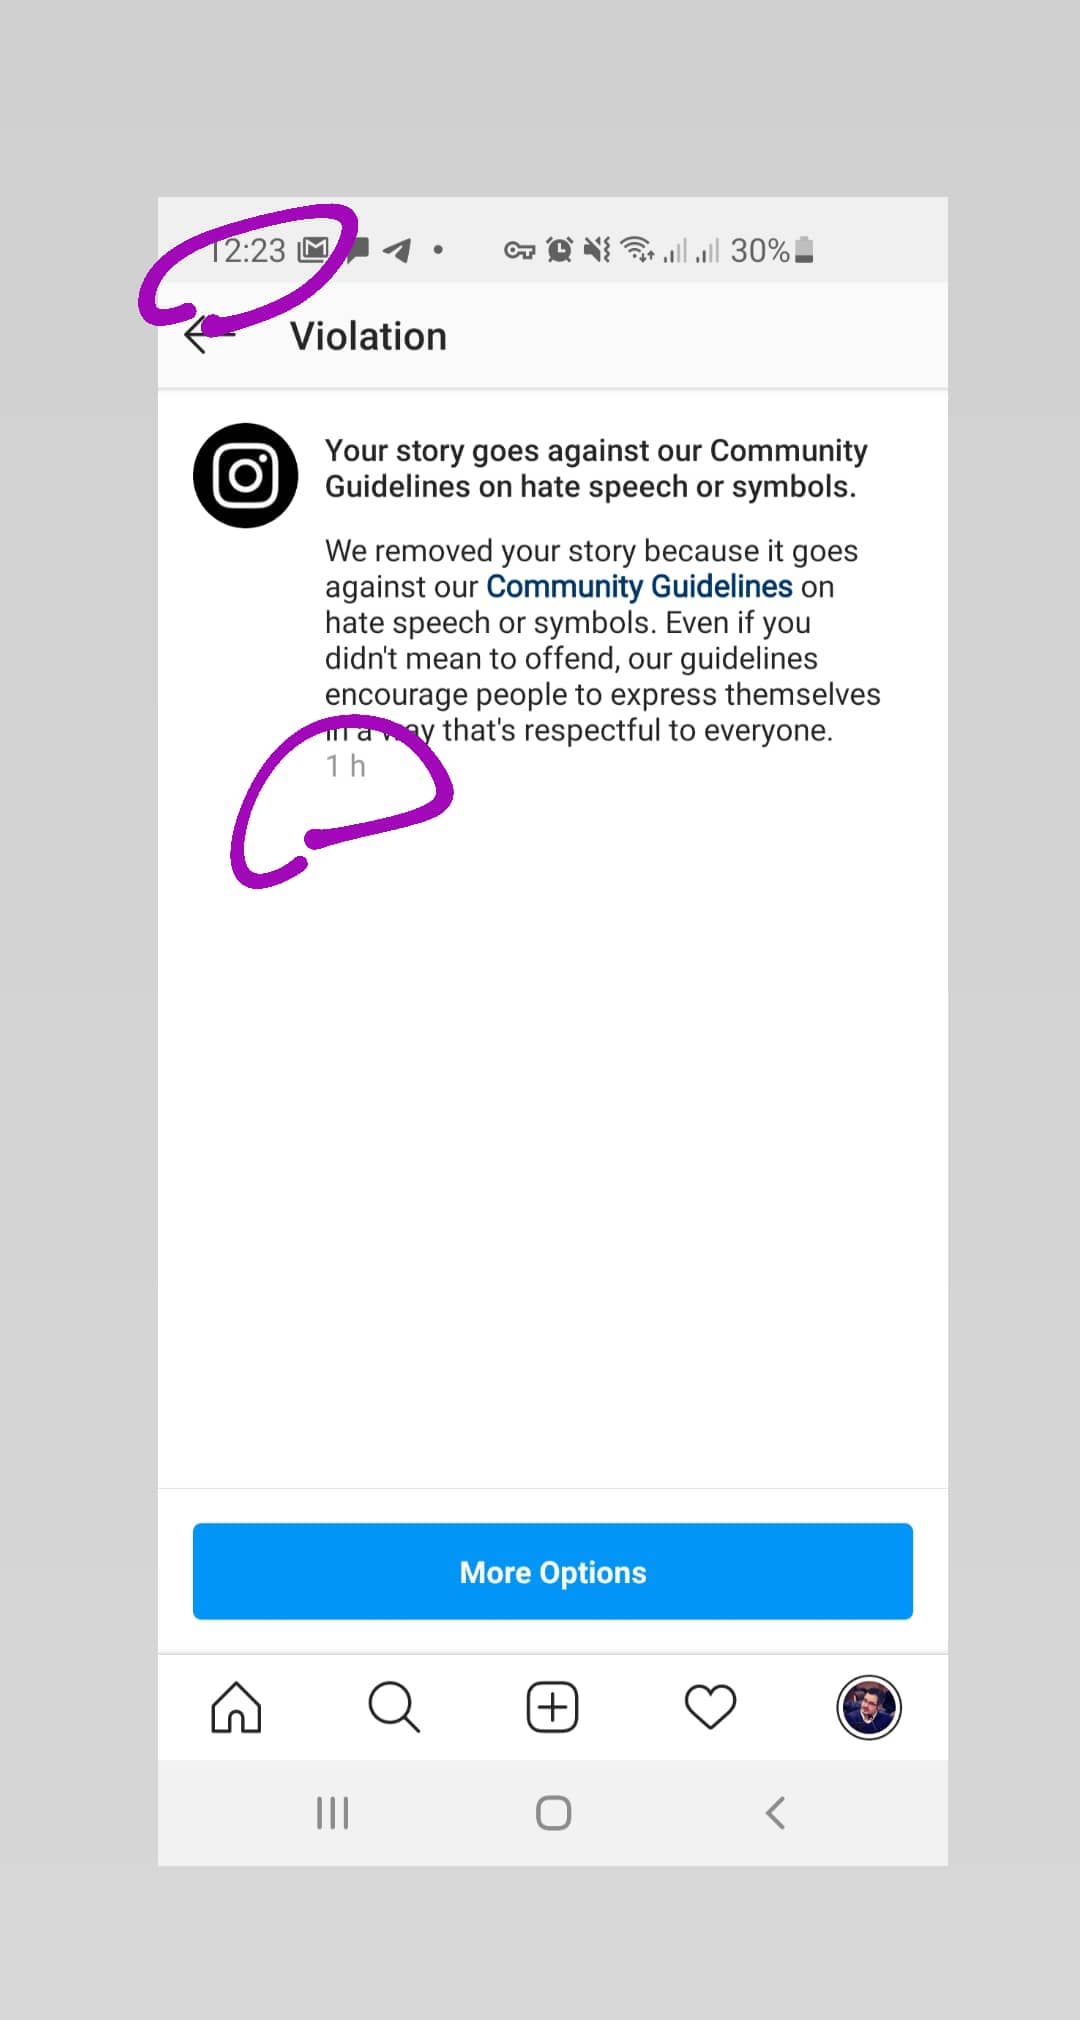 12:23 30%
Violation
Your story goes against our Community
Guidelines on hate speech or symbols.
We removed your story because it goes
against our Community Guidelines on
hate speech or symbols. Even if you
didn't mean to offend, our guidelines
encourage people to express themselves
in a way that's respectful to everyone.
1 h
More Options